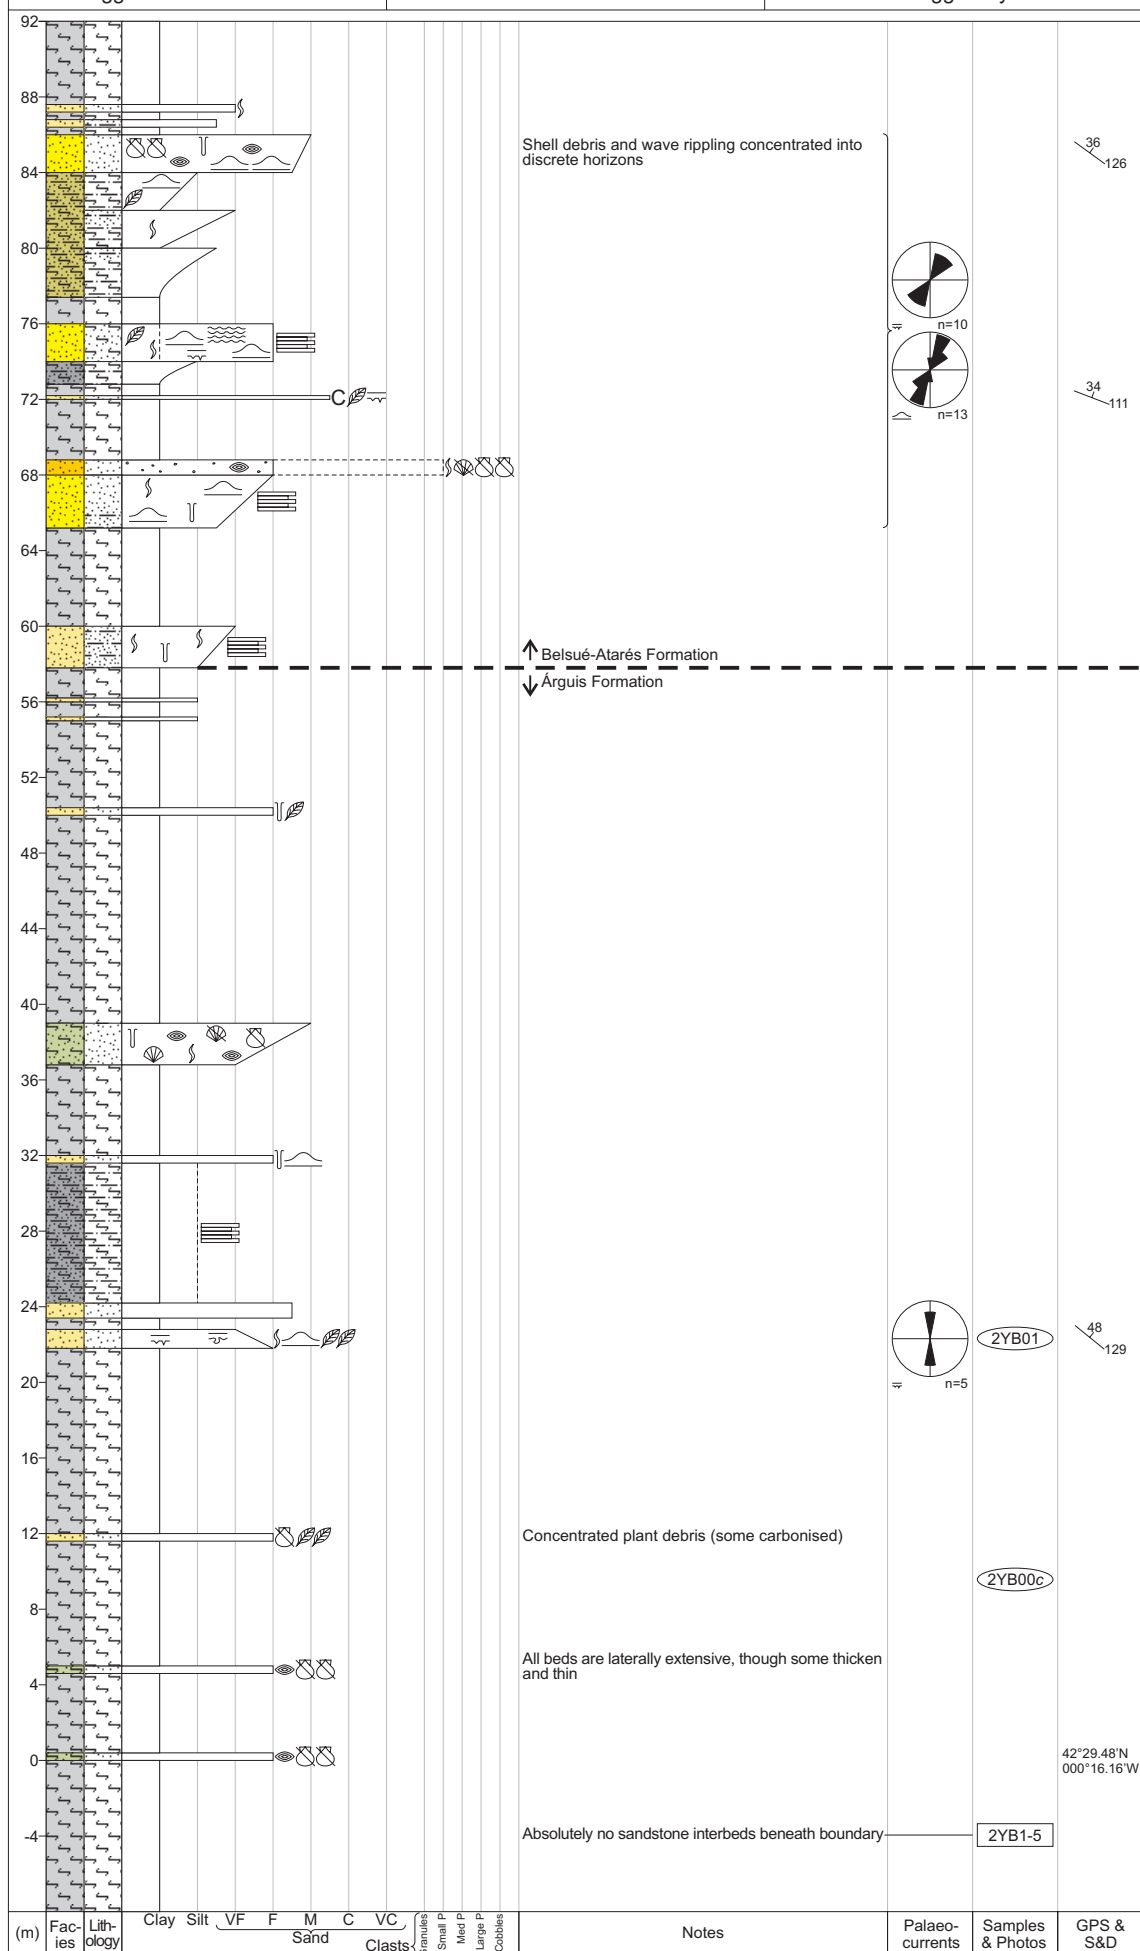 92
88
Shell debris and wave rippling concentrated into
discrete horizons
36
126
84
80
76
n=10
C
72
34
111
n=13
68
64
60
Belsué-Atarés Formation
Árguis Formation
56
52
48
44
40
36
32
28
24
2YB01
48
129
20
n=5
16
12
Concentrated plant debris (some carbonised)
2YB00c
8
All beds are laterally extensive, though some thicken
and thin
4
0
42°29.48'N
000°16.16'W
-4
Absolutely no sandstone interbeds beneath boundary
2YB1-5
(m)
Fac-
ies
Lith-
ology
Clay Silt VF F M C VC
Sand
Clasts
Small P
Med P
Large P
Cobbles
Notes
Palaeo-
currents
Samples
& Photos
GPS &
S&D